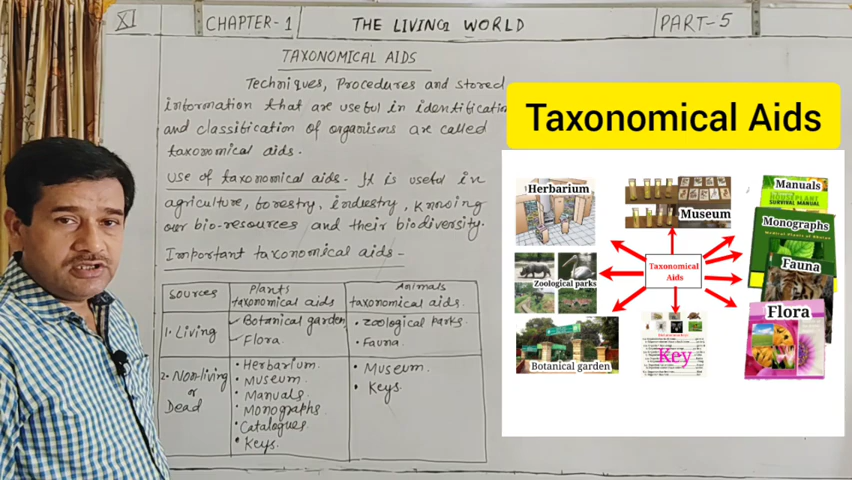 XI
CHAPTER-1
THE LIVING WORLD
PART-5
TAXONOMICAL AIDS
Techniques, Procedures and stored
information that are useful in identification
and classification of organisms are called
taxonomical aids.
Use of taxonomical aids- It is useful in
agriculture, forestry, industry, knowing
our bio-resources and their biodiversity.
Important taxonomical aids-
Sources
Plants taxonomical aids
Animals taxonomical aids.
1. Living
✓ Botanical garden
✓ Flora.
• Zoological parks.
• Fauna.
2. Non-living
or
Dead
• Herbarium.
• Museum.
• Manuals.
• Monographs.
• Catalogues.
• Keys.
• Museum.
• Keys.
Taxonomical Aids
Herbarium
Museum
Manuals
HOUSEPLANT
SURVIVAL MANUAL
Monographs
Zoological parks
Taxonomical
Aids
Fauna
Flora
Botanical garden
Key